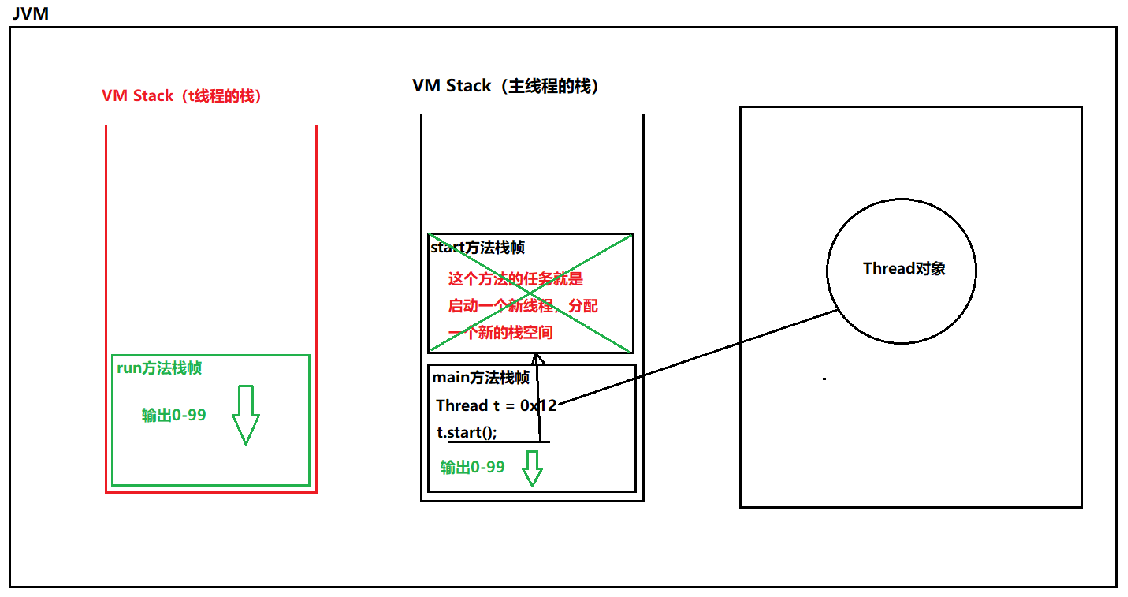 JVM
VM Stack（t线程的栈）
run方法栈帧
输出0-99
VM Stack（主线程的栈）
start方法栈帧
这个方法的任务就是
启动一个新线程，分配
一个新的栈空间
main方法栈帧
Thread t = 0x12
t.start();
输出0-99
Thread对象